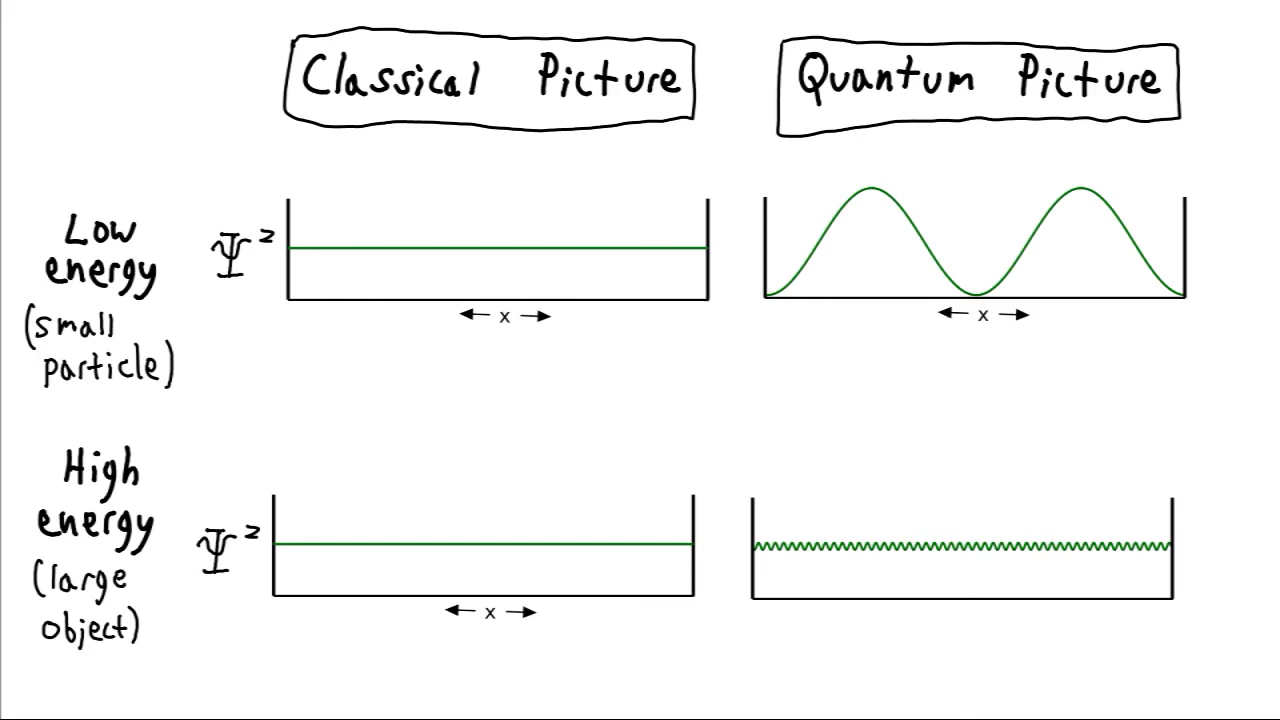 Classical Picture
Quantum Picture
Low
energy
(small
particle)
Ψ²
← x →
← x →
High
energy
(large
object)
Ψ²
← x →